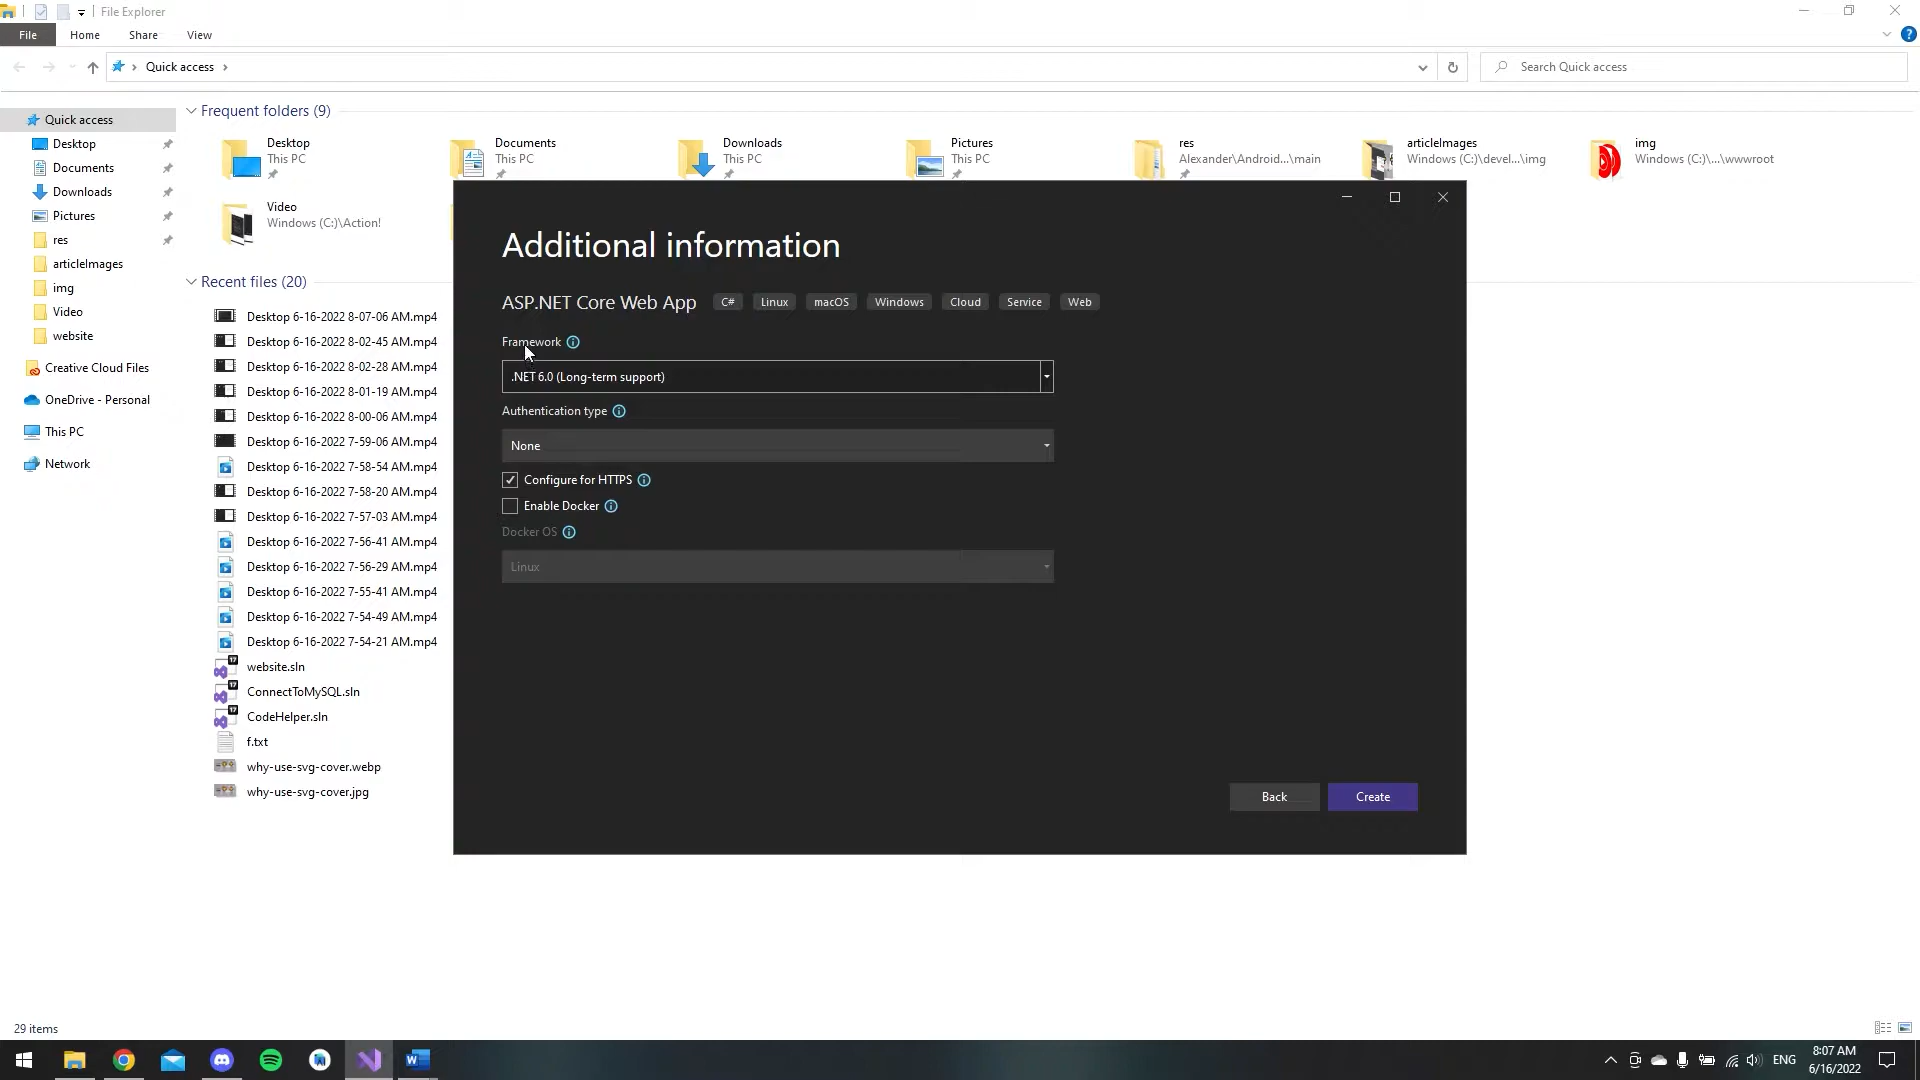 File Explorer
File Home Share View
Quick access
Search Quick access
Quick access
Desktop
Documents
Downloads
Pictures
res
articleImages
img
Video
website
Creative Cloud Files
OneDrive - Personal
This PC
Network
Frequent folders (9)
Desktop
This PC
Documents
This PC
Downloads
This PC
Pictures
This PC
res
Alexander\Android...\main
articleImages
Windows (C:)\devel...\img
img
Windows (C:)\...\wwwroot
Video
Windows (C:)\Action!
Recent files (20)
Desktop 6-16-2022 8-07-06 AM.mp4
Desktop 6-16-2022 8-02-45 AM.mp4
Desktop 6-16-2022 8-02-28 AM.mp4
Desktop 6-16-2022 8-01-19 AM.mp4
Desktop 6-16-2022 8-00-06 AM.mp4
Desktop 6-16-2022 7-59-06 AM.mp4
Desktop 6-16-2022 7-58-54 AM.mp4
Desktop 6-16-2022 7-58-20 AM.mp4
Desktop 6-16-2022 7-57-03 AM.mp4
Desktop 6-16-2022 7-56-41 AM.mp4
Desktop 6-16-2022 7-56-29 AM.mp4
Desktop 6-16-2022 7-55-41 AM.mp4
Desktop 6-16-2022 7-54-49 AM.mp4
Desktop 6-16-2022 7-54-21 AM.mp4
website.sln
ConnectToMySQL.sln
CodeHelper.sln
f.txt
why-use-svg-cover.webp
why-use-svg-cover.jpg
Additional information
ASP.NET Core Web App C# Linux macOS Windows Cloud Service Web
Framework
.NET 6.0 (Long-term support)
Authentication type
None
Configure for HTTPS
Enable Docker
Docker OS
Linux
Back Create
29 items
ENG
8:07 AM
6/16/2022